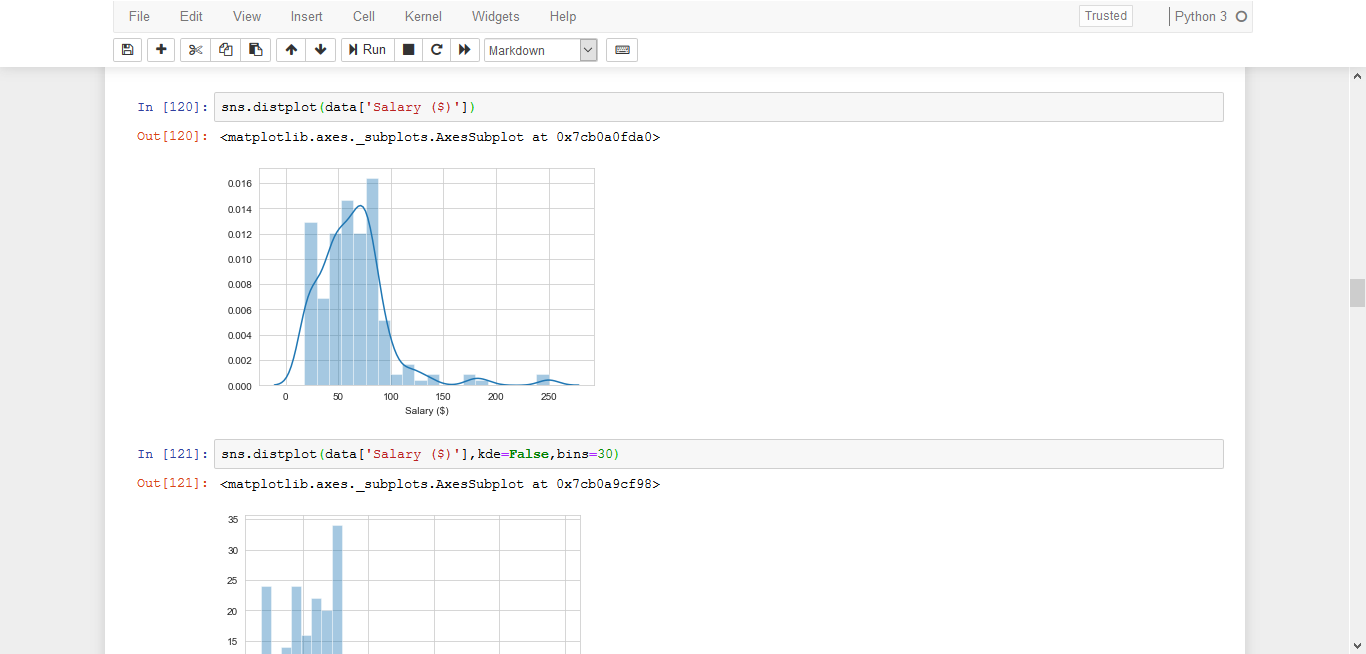 File Edit View Insert Cell Kernel Widgets Help Trusted Python 3
Run Markdown
In [120]: sns.distplot(data['Salary ($)'])
Out[120]: <matplotlib.axes._subplots.AxesSubplot at 0x7cb0a0fda0>
0.016
0.014
0.012
0.010
0.008
0.006
0.004
0.002
0.000
0 50 100 150 200 250
Salary ($)
In [121]: sns.distplot(data['Salary ($)'],kde=False,bins=30)
Out[121]: <matplotlib.axes._subplots.AxesSubplot at 0x7cb0a9cf98>
35
30
25
20
15